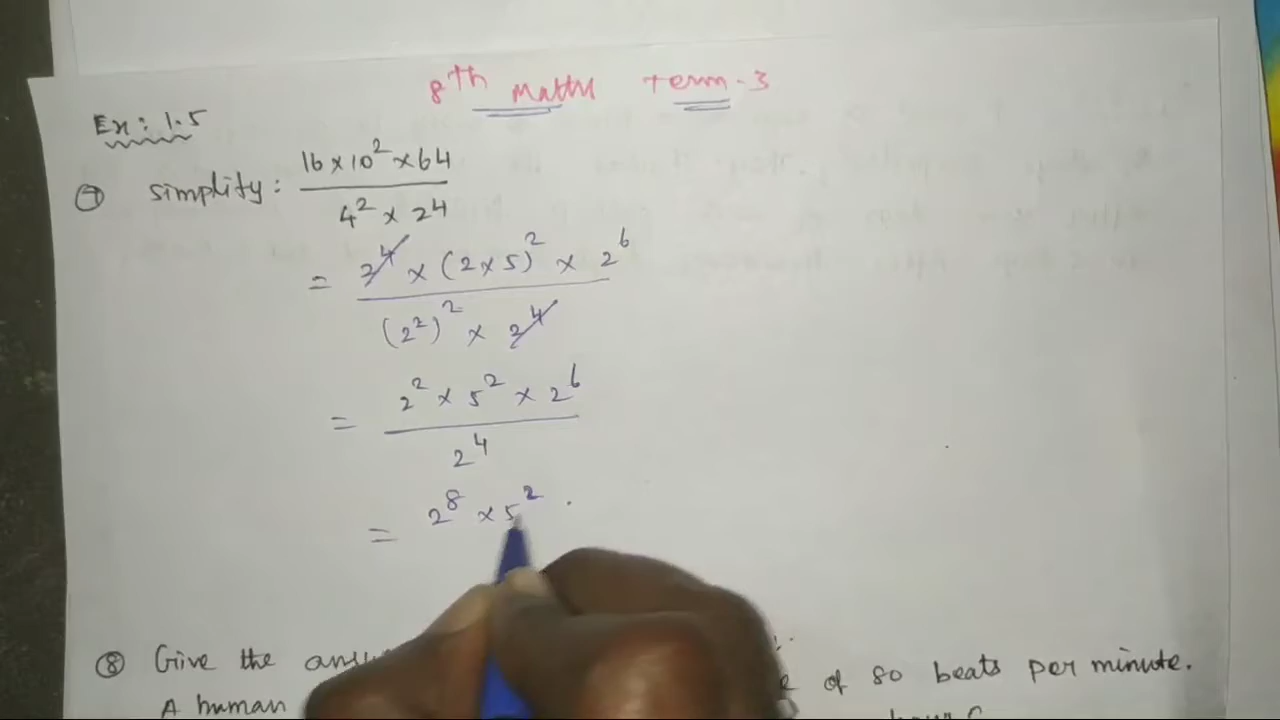 8th Maths Term-3
Ex: 1.5
⑦ Simplify: 16×10²×64 / 4² × 2⁴
= 2⁴ × (2×5)² × 2⁶ / (2²)² × 2⁴
= 2² × 5² × 2⁶ / 2⁴
= 2⁸ × 5²
⑧ Give the of 80 beats per minute.
A human